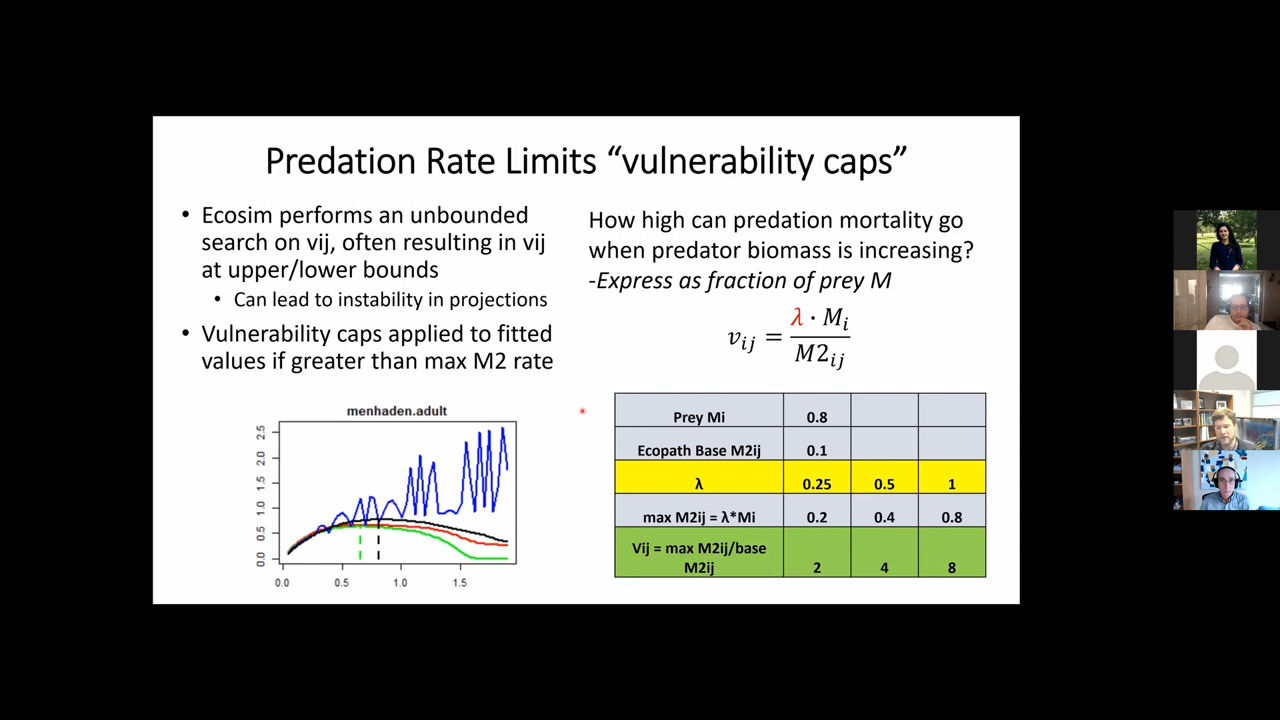 Predation Rate Limits “vulnerability caps”
• Ecosim performs an unbounded
search on vij, often resulting in vij
at upper/lower bounds
• Can lead to instability in projections
• Vulnerability caps applied to fitted
values if greater than max M2 rate
menhaden.adult
2.5
2.0
1.5
1.0
0.5
0.0
0.0 0.5 1.0 1.5
How high can predation mortality go
when predator biomass is increasing?
-Express as fraction of prey M
v_ij = λ · M_i / M2_ij
Prey Mi 0.8
Ecopath Base M2ij 0.1
λ 0.25 0.5 1
max M2ij = λ*Mi 0.2 0.4 0.8
Vij = max M2ij/base
M2ij 2 4 8